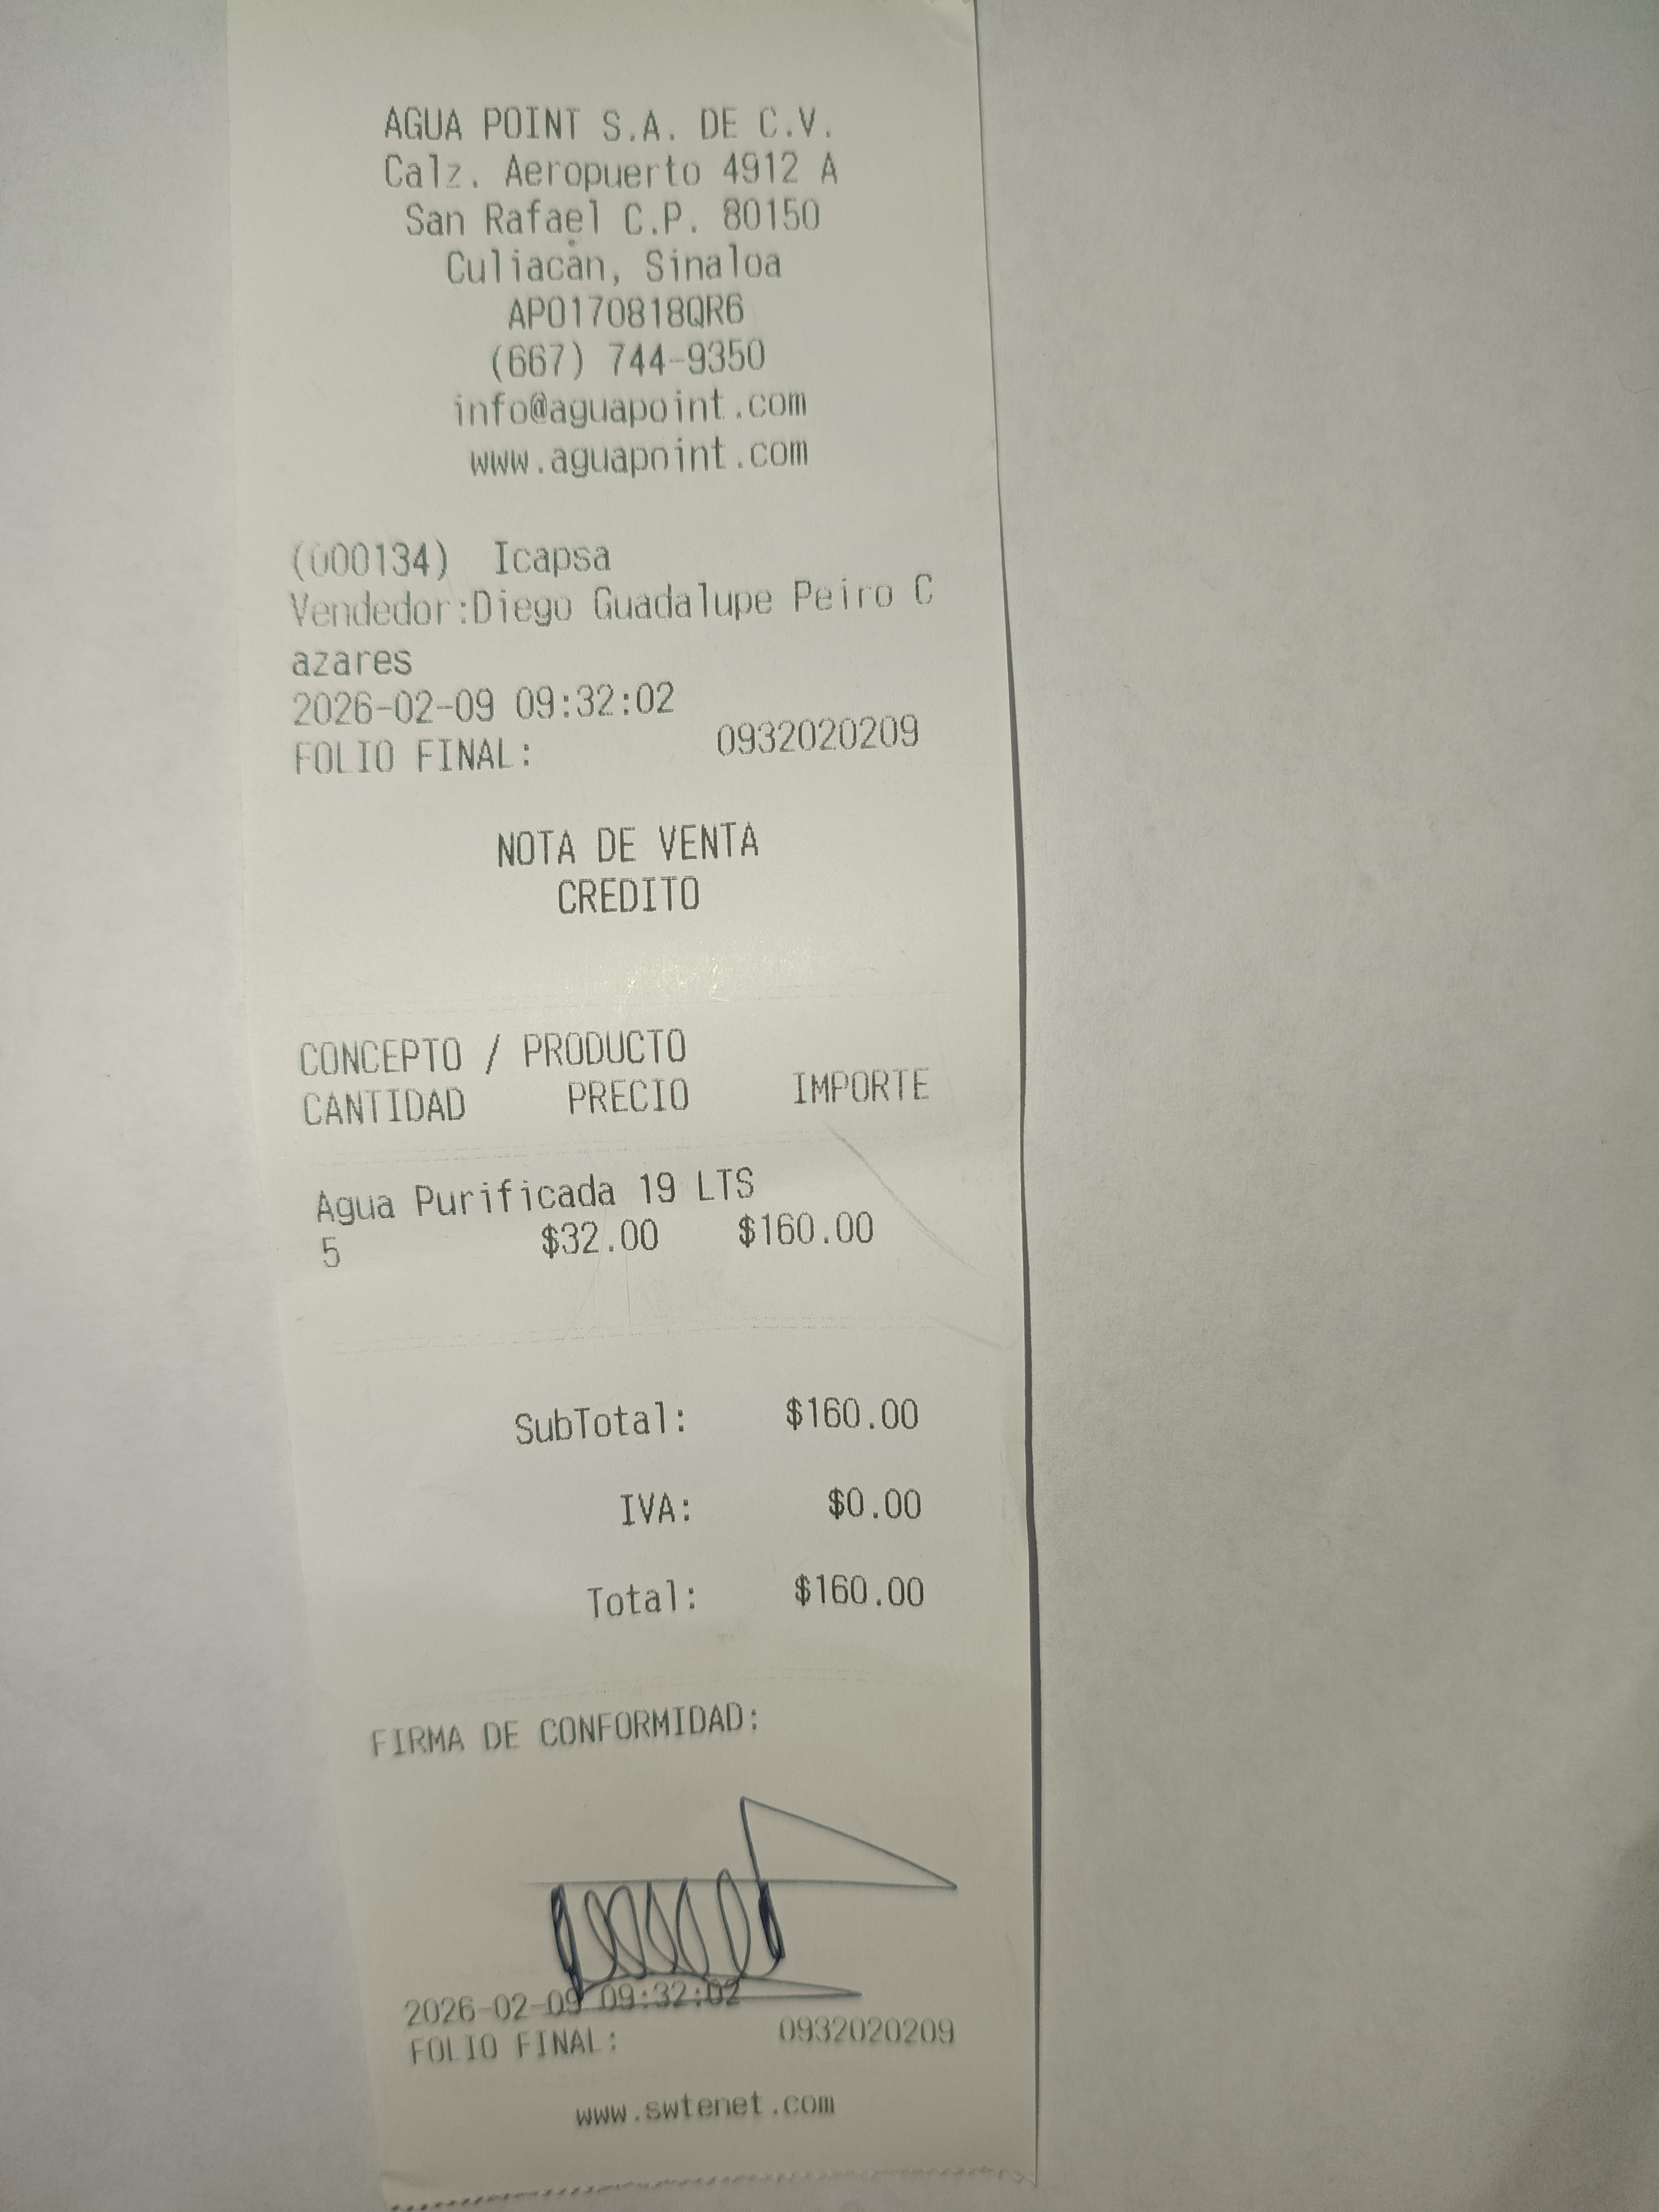 AGUA POINT S.A. DE C.V.
Calz. Aeropuerto 4912 A
San Rafael C.P. 80150
Culiacan, Sinaloa
APO170818QR6
(667) 744-9350
info@aguapoint.com
www.aguapoint.com
(000134) Icapsa
Vendedor:Diego Guadalupe Peiro C
azares
2026-02-09 09:32:02
FOLIO FINAL: 0932020209
NOTA DE VENTA
CREDITO
CONCEPTO / PRODUCTO
CANTIDAD PRECIO IMPORTE
Agua Purificada 19 LTS
5 $32.00 $160.00
SubTotal: $160.00
IVA: $0.00
Total: $160.00
FIRMA DE CONFORMIDAD:
2026-02-09 09:32:02
FOLIO FINAL: 0932020209
www.swtenet.com